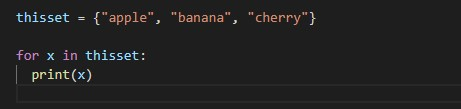 thisset = {"apple", "banana", "cherry"}
for x in thisset:
  print(x)